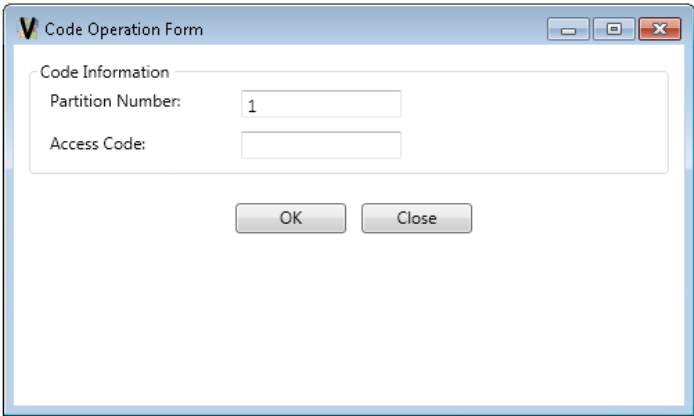 Code Operation Form
Code Information
Partition Number: 1
Access Code:
OK Close